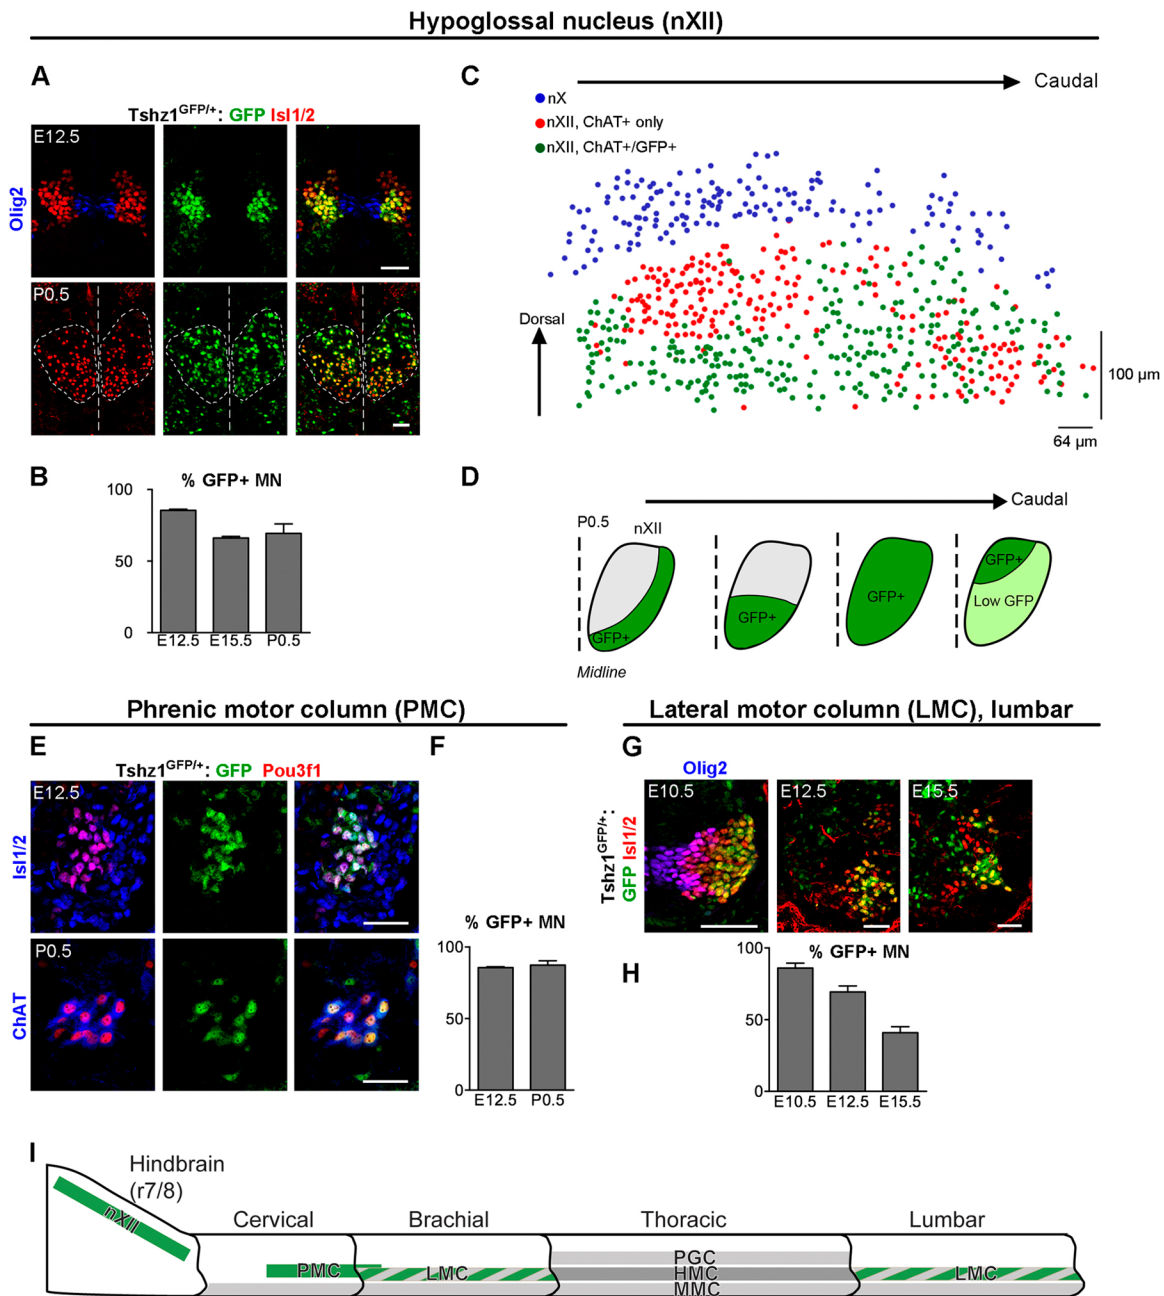 Hypoglossal nucleus (nXII)
A
Tshz1GFP/+: GFP Isl1/2
E12.5
Olig2
P0.5
B
% GFP+ MN
100
50
0
E12.5 E15.5 P0.5
C
Caudal
nX
nXII, ChAT+ only
nXII, ChAT+/GFP+
Dorsal
100 µm
64 µm
D
Caudal
P0.5
nXII
GFP+
GFP+
GFP+
GFP+
Low GFP
Midline
Phrenic motor column (PMC)
E
Tshz1GFP/+: GFP Pou3f1
E12.5
Isl1/2
P0.5
ChAT
F
% GFP+ MN
100
50
0
E12.5 P0.5
Lateral motor column (LMC), lumbar
G
Olig2
Tshz1GFP/+:
GFP Isl1/2
E10.5 E12.5 E15.5
H
% GFP+ MN
100
50
0
E10.5 E12.5 E15.5
I
Hindbrain
(r7/8)
nXII
Cervical Brachial Thoracic Lumbar
PGC
PMC LMC HMC LMC
MMC